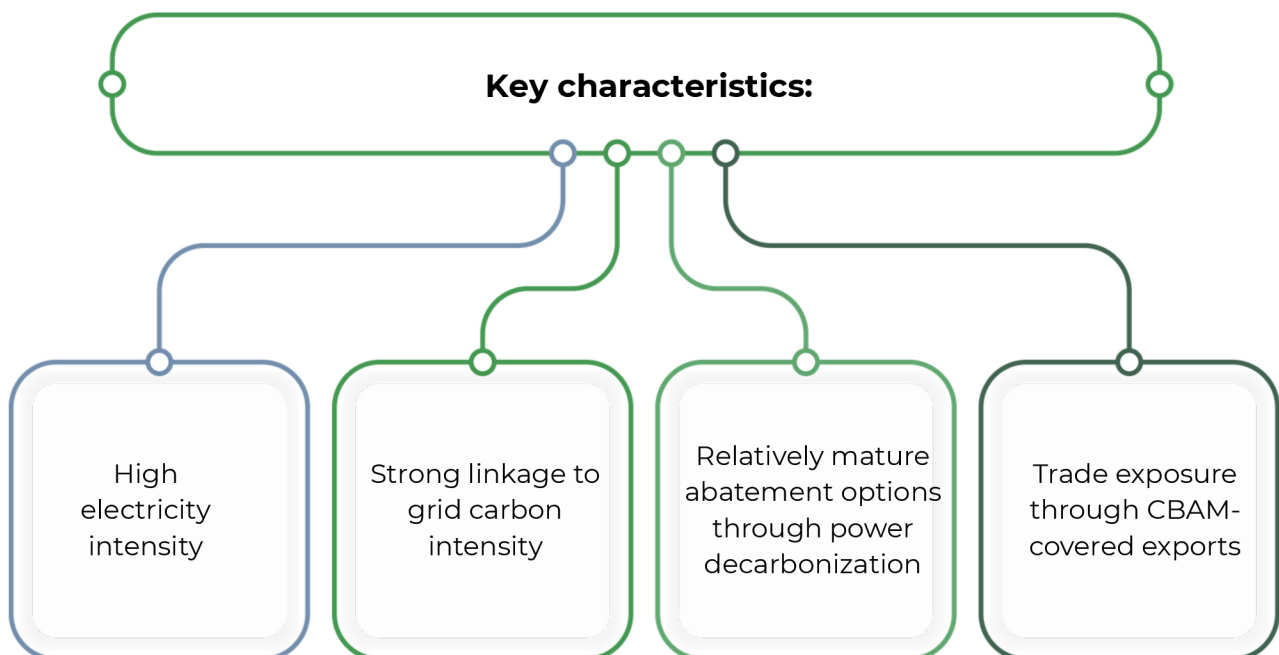 Key characteristics:
High
electricity
intensity
Strong linkage to
grid carbon
intensity
Relatively mature
abatement options
through power
decarbonization
Trade exposure
through CBAM-
covered exports